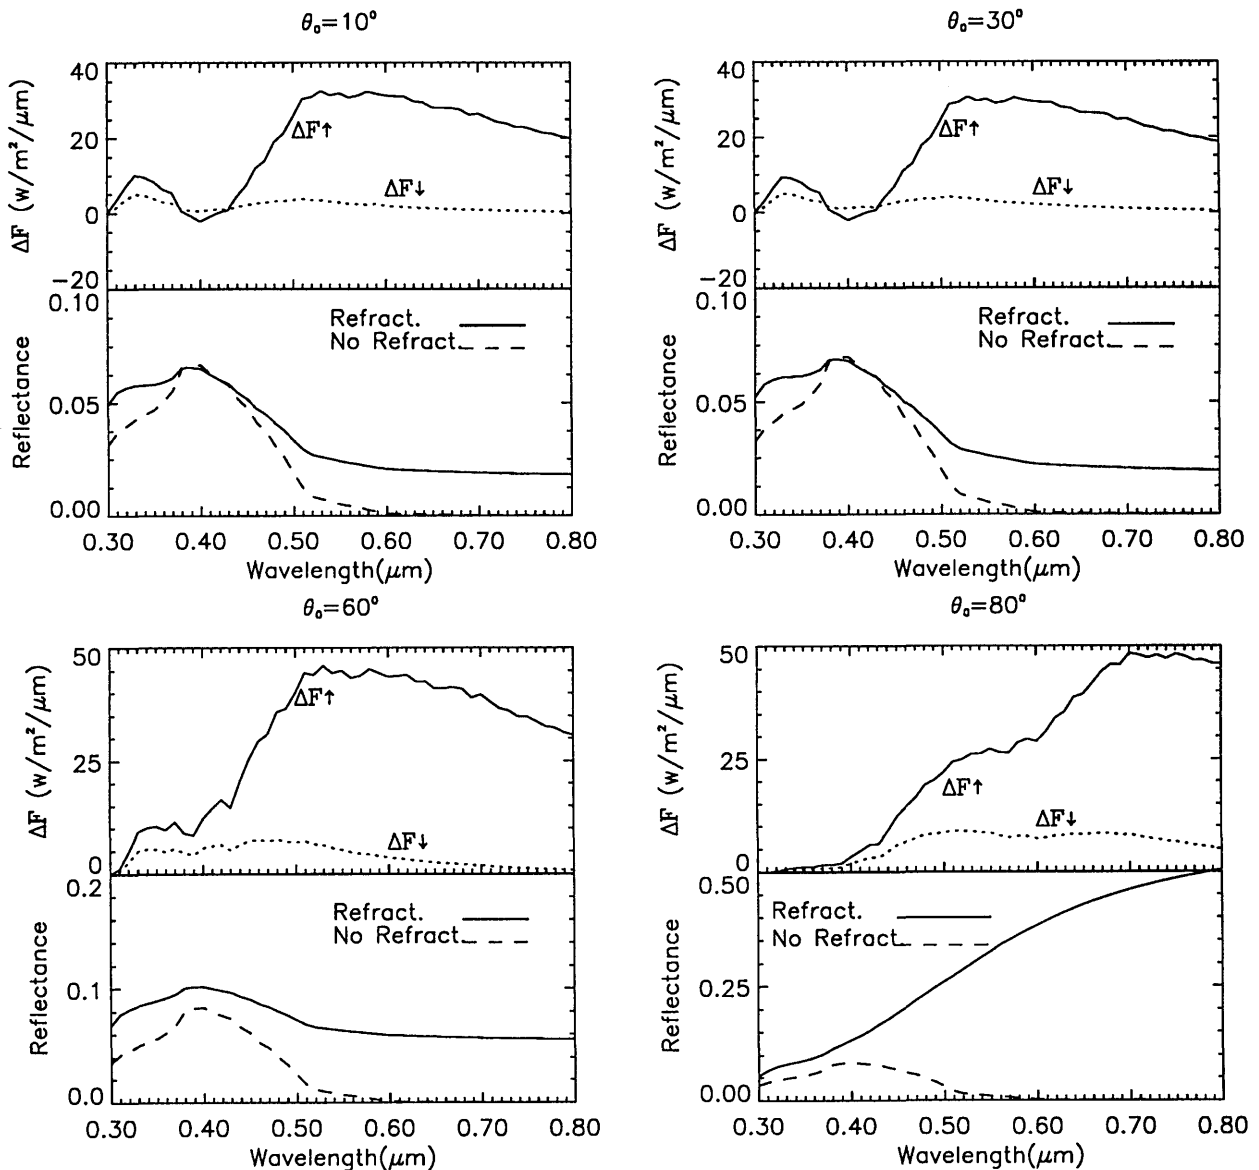 θ₀=10°
ΔF (w/m²/μm)
40
20
0
-20
ΔF↑
ΔF↓
Reflectance
0.10
0.05
0.00
Refract.
No Refract.
0.30 0.40 0.50 0.60 0.70 0.80
Wavelength(μm)
θ₀=30°
ΔF (w/m²/μm)
40
20
0
-20
ΔF↑
ΔF↓
Reflectance
0.10
0.05
0.00
Refract.
No Refract.
0.30 0.40 0.50 0.60 0.70 0.80
Wavelength(μm)
θ₀=60°
ΔF (w/m²/μm)
50
25
0
ΔF↑
ΔF↓
Reflectance
0.2
0.1
0.0
Refract.
No Refract.
0.30 0.40 0.50 0.60 0.70 0.80
Wavelength(μm)
θ₀=80°
ΔF (w/m²/μm)
50
25
0
ΔF↑
ΔF↓
Reflectance
0.50
0.25
0.00
Refract.
No Refract.
0.30 0.40 0.50 0.60 0.70 0.80
Wavelength(μm)